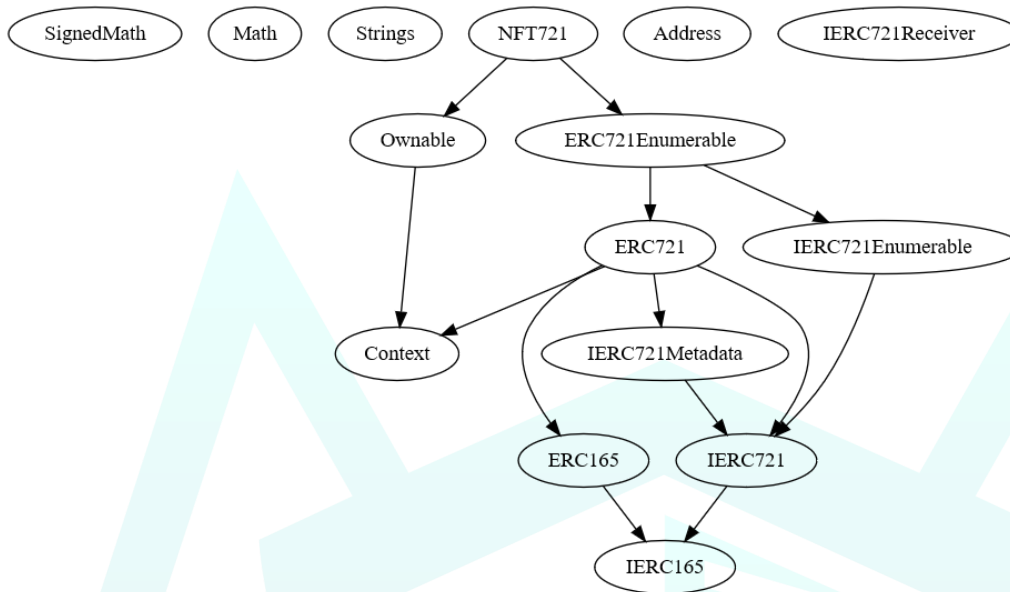 SignedMath
Math
Strings
NFT721
Address
IERC721Receiver
Ownable
ERC721Enumerable
ERC721
IERC721Enumerable
Context
IERC721Metadata
ERC165
IERC721
IERC165